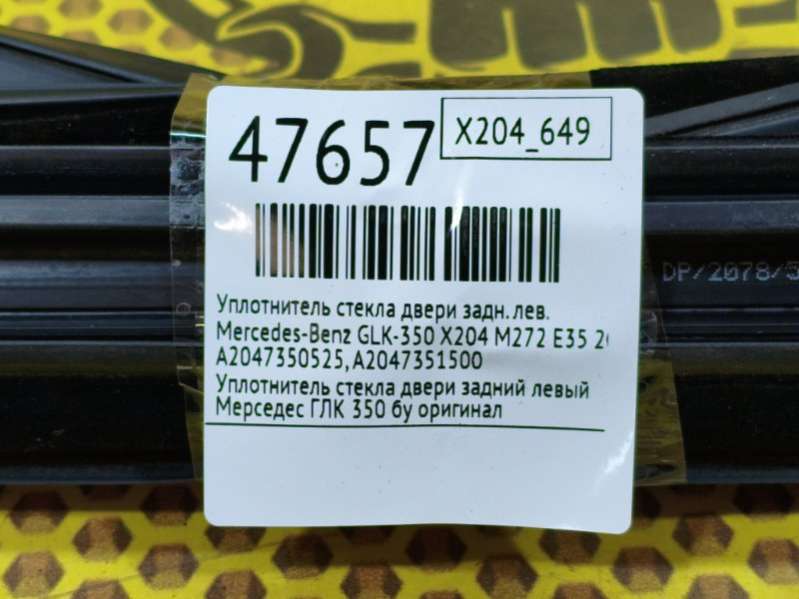 47657
X204_649
Уплотнитель стекла двери задн. лев.
Mercedes-Benz GLK-350 X204 M272 E35
A2047350525, A2047351500
Уплотнитель стекла двери задний левый
Мерседес ГЛК 350 бу оригинал
DP/2078/5